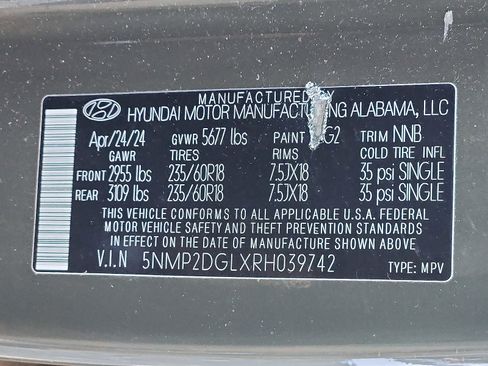 MANUFACTURED
HYUNDAI MOTOR MANUFACTURING ALABAMA, LLC
Apr/24/24 GVWR 5677 lbs PAINT G2 TRIM NNB
GAWR TIRES RIMS COLD TIRE INFL
FRONT 2955 lbs 235/60R18 7.5JX18 35 psi SINGLE
REAR 3109 lbs 235/60R18 7.5JX18 35 psi SINGLE
THIS VEHICLE CONFORMS TO ALL APPLICABLE U.S.A. FEDERAL
MOTOR VEHICLE SAFETY AND THEFT PREVENTION STANDARDS
IN EFFECT ON THE DATE OF MANUFACTURE SHOWN ABOVE
V.I.N 5NMP2DGLXRH039742 TYPE: MPV